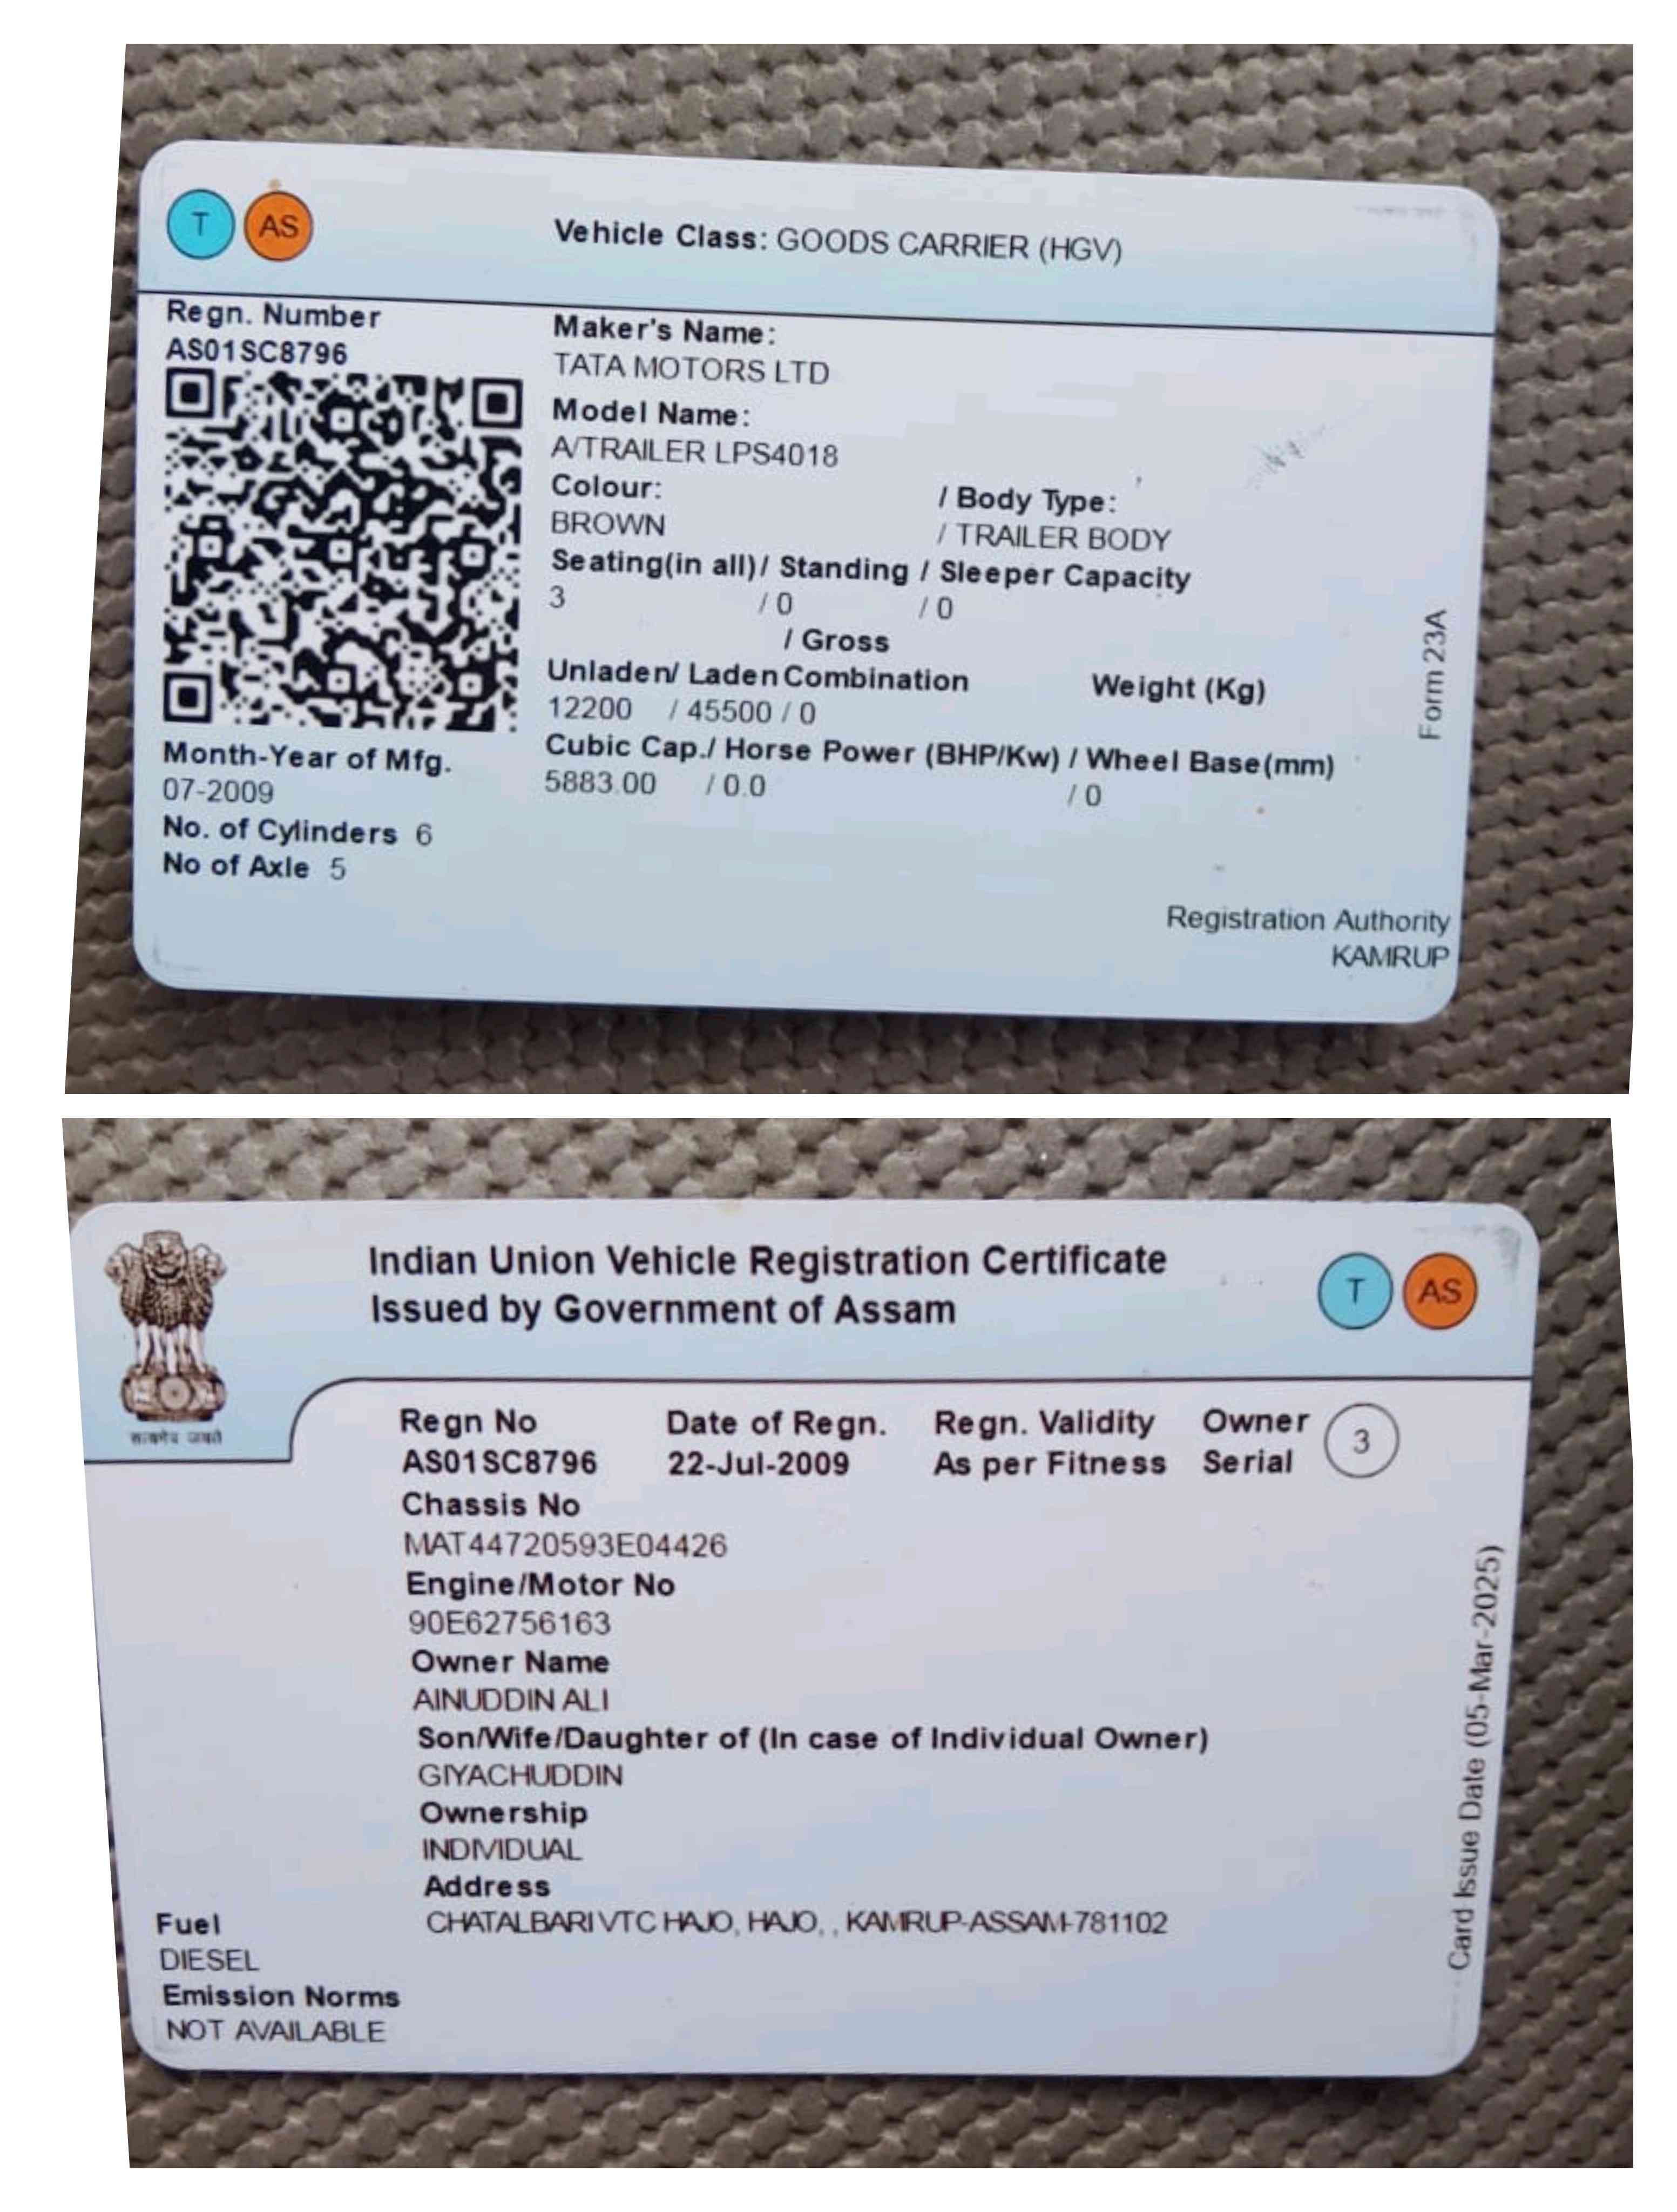 T AS
Vehicle Class: GOODS CARRIER (HGV)
Regn. Number
AS01SC8796
Maker's Name:
TATA MOTORS LTD
Model Name:
A/TRAILER LPS4018
Colour: / Body Type:
BROWN / TRAILER BODY
Seating(in all)/ Standing / Sleeper Capacity
3 / 0 / 0
/ Gross
Unladen/ Laden Combination Weight (Kg)
12200 / 45500 / 0
Cubic Cap./ Horse Power (BHP/Kw) / Wheel Base(mm)
5883.00 / 0.0 / 0
Month-Year of Mfg.
07-2009
No. of Cylinders 6
No of Axle 5
Form 23A
Registration Authority
KAMRUP
Indian Union Vehicle Registration Certificate
Issued by Government of Assam
T AS
सत्यमेव जयते
Regn No Date of Regn. Regn. Validity Owner
AS01SC8796 22-Jul-2009 As per Fitness Serial 3
Chassis No
MAT44720593E04426
Engine/Motor No
90E62756163
Owner Name
AINUDDIN ALI
Son/Wife/Daughter of (In case of Individual Owner)
GIYACHUDDIN
Ownership
INDIVIDUAL
Address
CHATALBARI VTC HAJO, HAJO, , KAMRUP-ASSAM-781102
Fuel
DIESEL
Emission Norms
NOT AVAILABLE
Card Issue Date (05-Mar-2025)